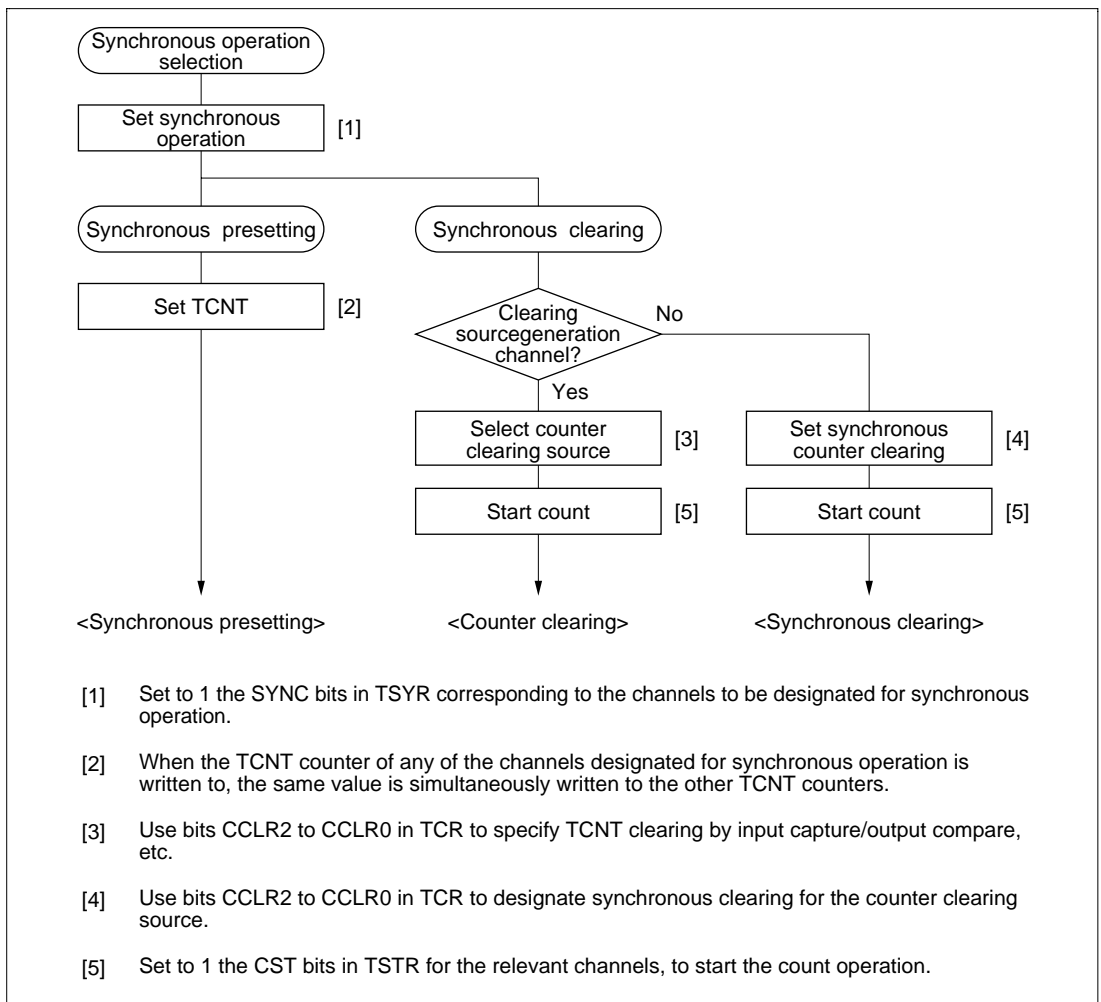 Synchronous operation
selection
Set synchronous
operation
[1]
Synchronous presetting
Synchronous clearing
Set TCNT
[2]
Clearing
sourcegeneration
channel?
No
Yes
Select counter
clearing source
[3]
Set synchronous
counter clearing
[4]
Start count
[5]
Start count
[5]
<Synchronous presetting>
<Counter clearing>
<Synchronous clearing>
[1] Set to 1 the SYNC bits in TSYR corresponding to the channels to be designated for synchronous
operation.
[2] When the TCNT counter of any of the channels designated for synchronous operation is
written to, the same value is simultaneously written to the other TCNT counters.
[3] Use bits CCLR2 to CCLR0 in TCR to specify TCNT clearing by input capture/output compare,
etc.
[4] Use bits CCLR2 to CCLR0 in TCR to designate synchronous clearing for the counter clearing
source.
[5] Set to 1 the CST bits in TSTR for the relevant channels, to start the count operation.